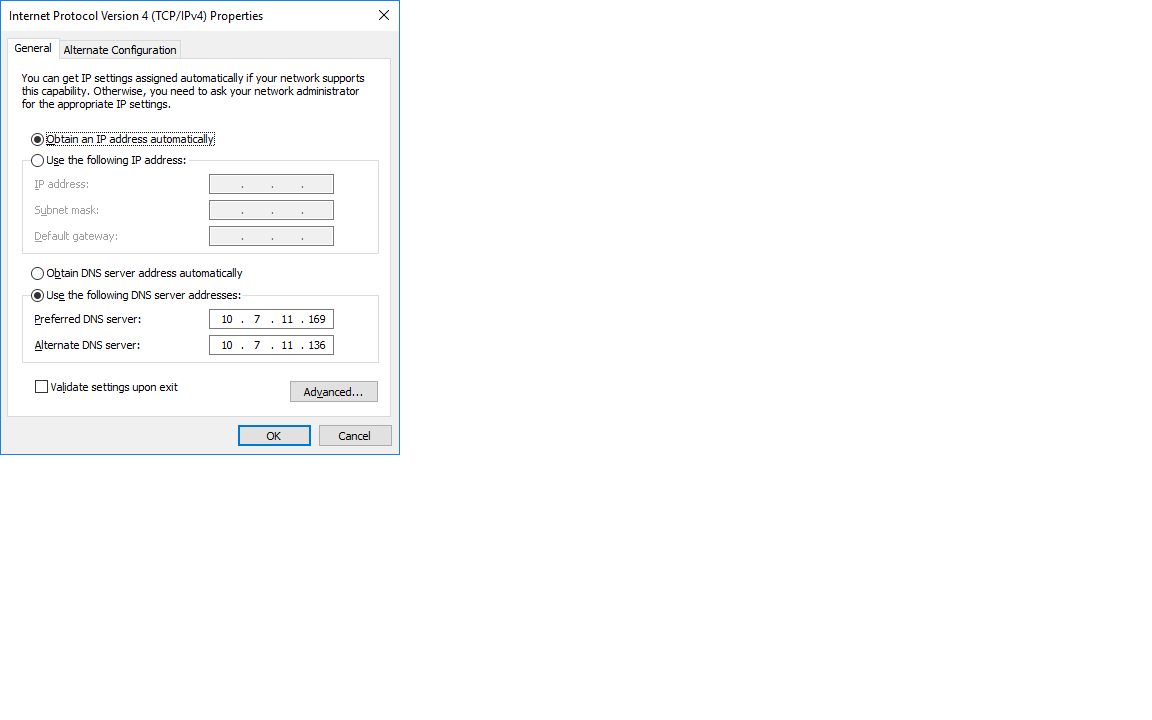 Internet Protocol Version 4 (TCP/IPv4) Properties
General
Alternate Configuration
You can get IP settings assigned automatically if your network supports
this capability. Otherwise, you need to ask your network administrator
for the appropriate IP settings.
Obtain an IP address automatically
Use the following IP address:
IP address: . . .
Subnet mask: . . .
Default gateway: . . .
Obtain DNS server address automatically
Use the following DNS server addresses:
Preferred DNS server: 10 . 7 . 11 . 169
Alternate DNS server: 10 . 7 . 11 . 136
Validate settings upon exit
Advanced...
OK Cancel